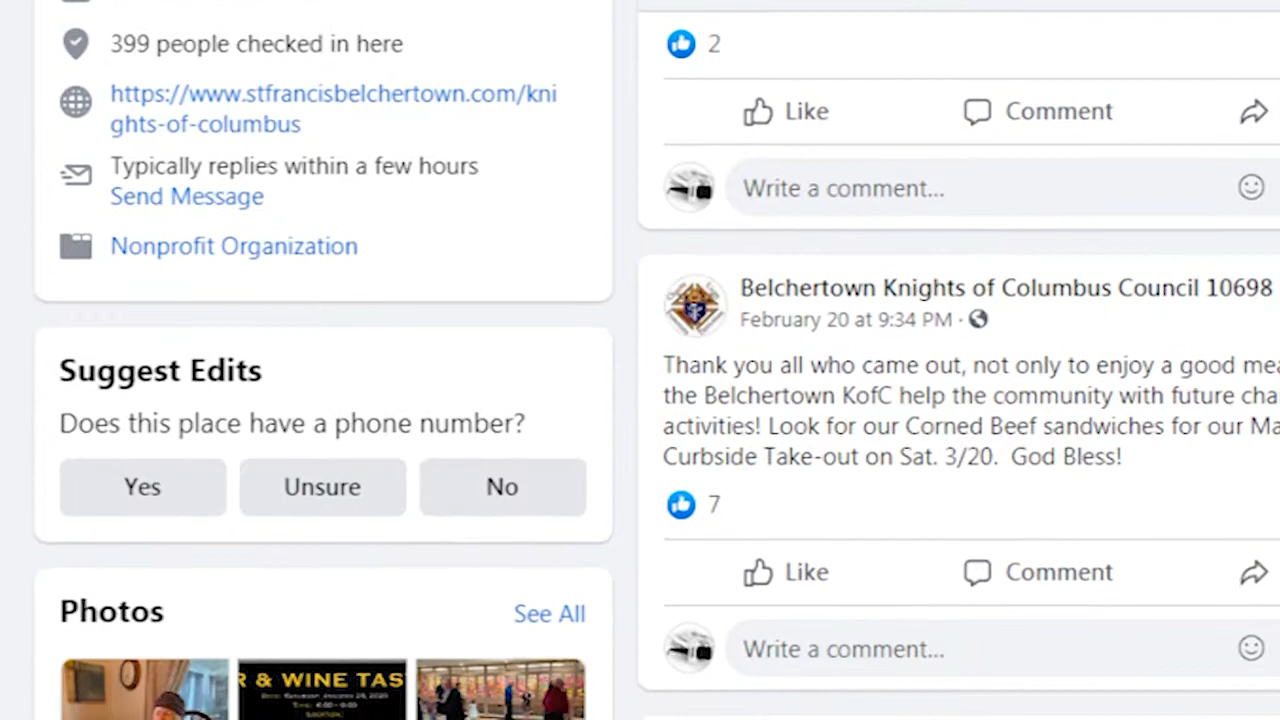 399 people checked in here
https://www.stfrancisbelchertown.com/kni
ghts-of-columbus
Typically replies within a few hours
Send Message
Nonprofit Organization
Suggest Edits
Does this place have a phone number?
Yes
Unsure
No
Photos
See All
R & WINE TAS
2
Like
Comment
Write a comment...
Belchertown Knights of Columbus Council 10698
February 20 at 9:34 PM ·
Thank you all who came out, not only to enjoy a good mea
the Belchertown KofC help the community with future cha
activities! Look for our Corned Beef sandwiches for our Ma
Curbside Take-out on Sat. 3/20. God Bless!
7
Like
Comment
Write a comment...